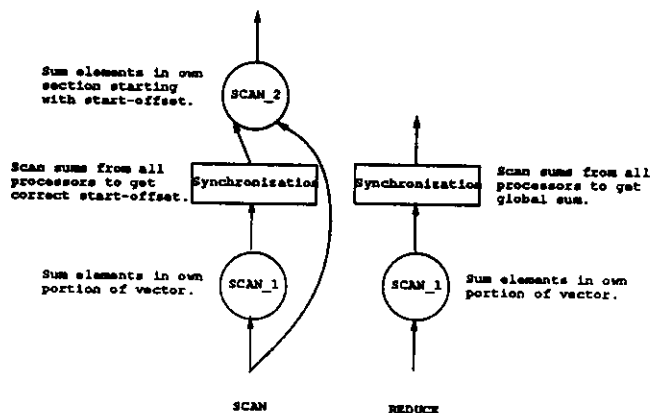 Sum elements in own
section starting
with start-offset.
SCAN_2
Scan sums from all
processors to get
correct start-offset.
Synchronization
Synchronization
Scan sums from all
processors to get
global sum.
Sum elements in own
portion of vector.
SCAN_1
SCAN_1
Sum elements in own
portion of vector.
SCAN
REDUCE